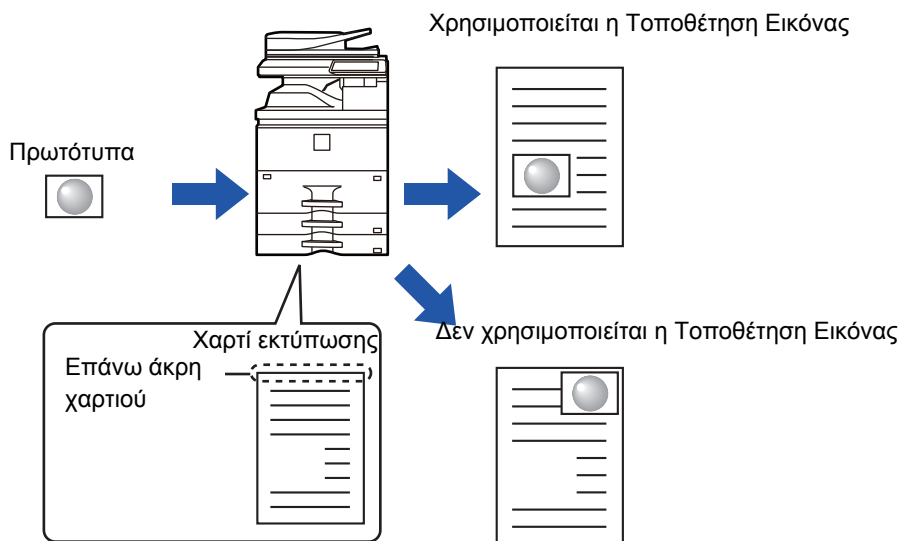 Χρησιμοποιείται η Τοποθέτηση Εικόνας
Πρωτότυπα
Δεν χρησιμοποιείται η Τοποθέτηση Εικόνας
Χαρτί εκτύπωσης
Επάνω άκρη
χαρτιού